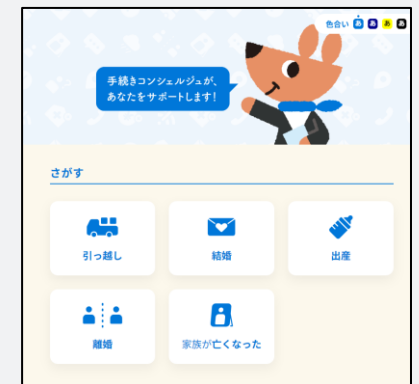 色合い あ あ あ あ
手続きコンシェルジュが、
あなたをサポートします！
さがす
引っ越し
結婚
出産
離婚
家族が亡くなった